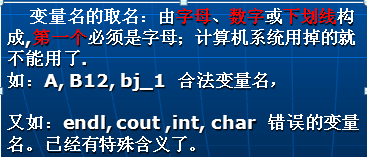 变量名的取名：由字母、数字或下划线构
成,第一个必须是字母；计算机系统用掉的就
不能用了.
如：A, B12, bj_1 合法变量名，
又如：endl, cout ,int, char 错误的变量
名。已经有特殊含义了。